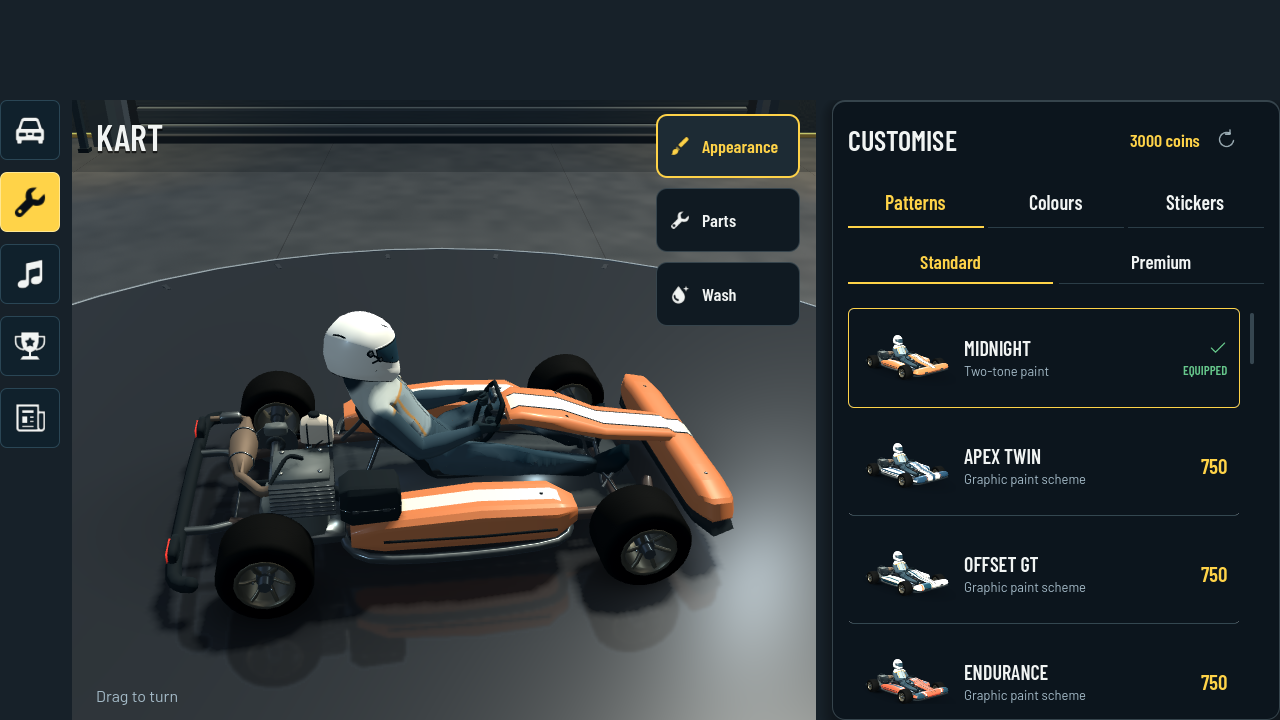 KART
Appearance
Parts
Wash
Drag to turn
CUSTOMISE
3000 coins
Patterns
Colours
Stickers
Standard
Premium
MIDNIGHT
Two-tone paint
EQUIPPED
APEX TWIN
Graphic paint scheme
750
OFFSET GT
Graphic paint scheme
750
ENDURANCE
Graphic paint scheme
750